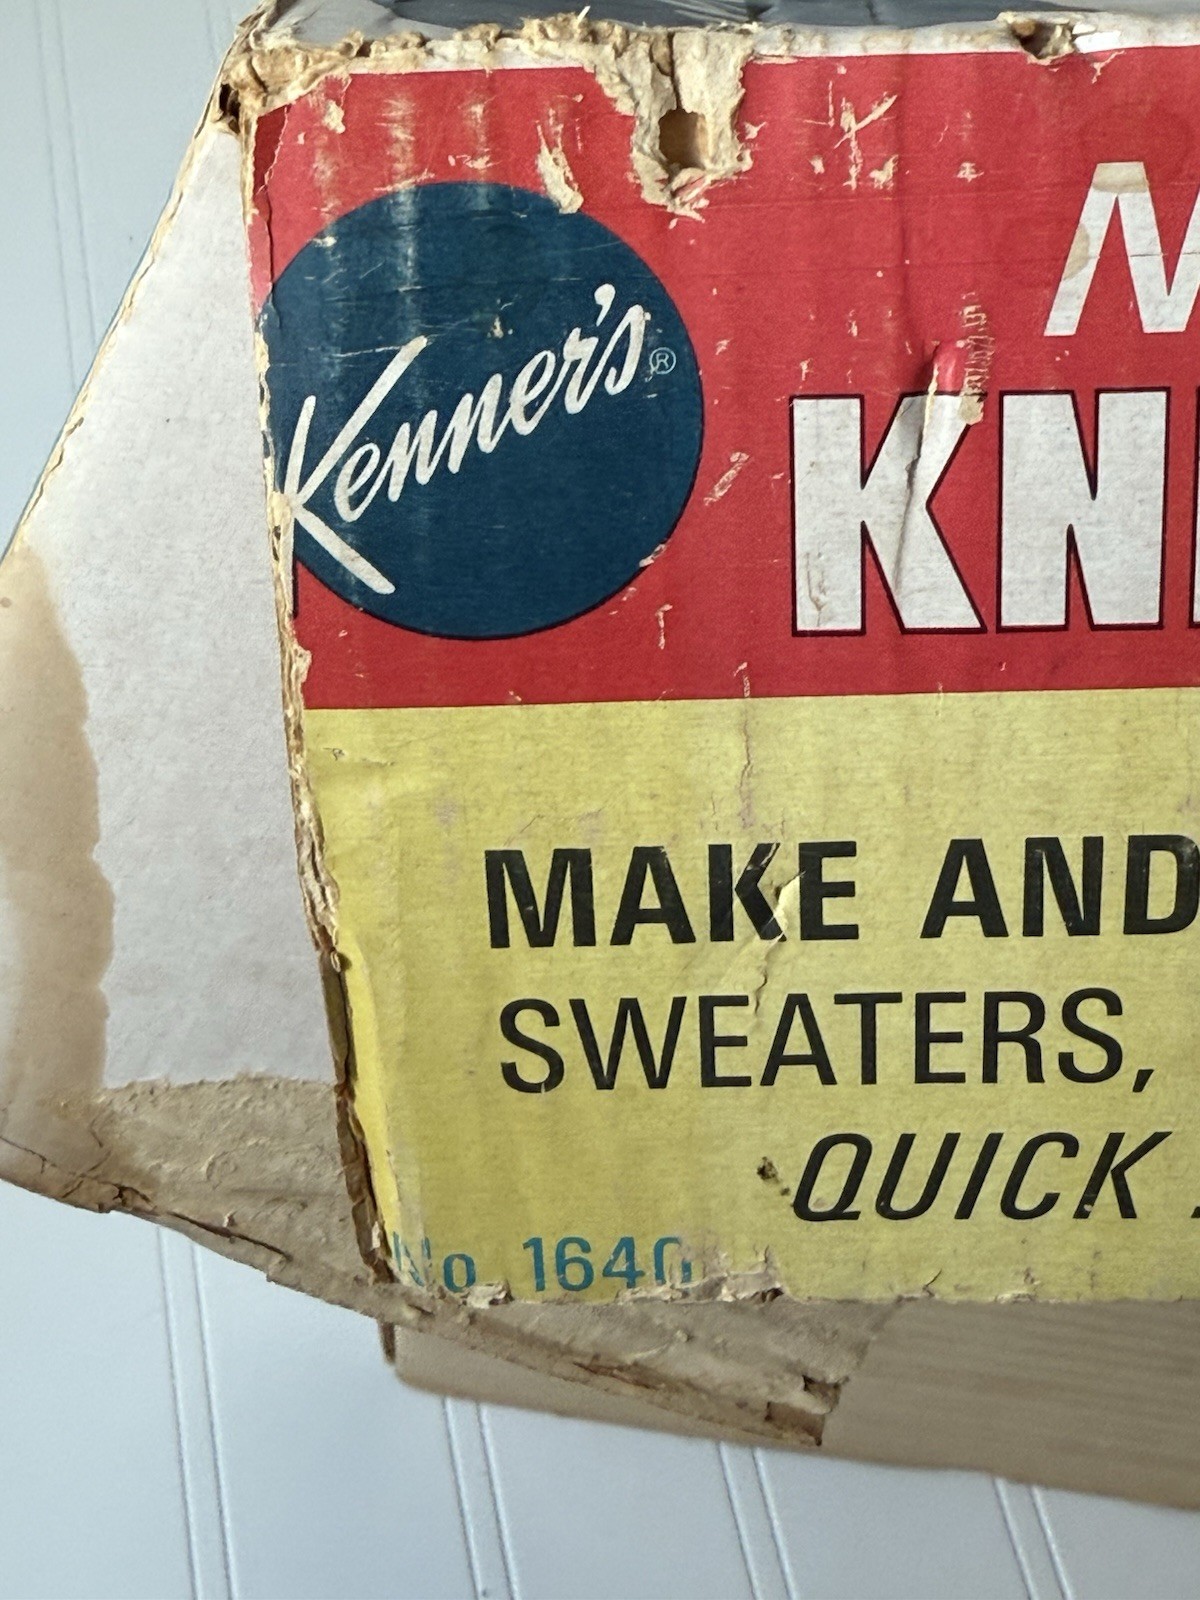 Kenner's®
MAKE AND
SWEATERS,
QUICK
No. 1640